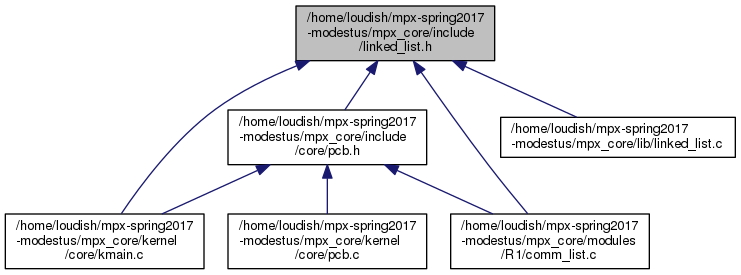 /home/loudish/mpx-spring2017
-modestus/mpx_core/include
/linked_list.h
/home/loudish/mpx-spring2017
-modestus/mpx_core/include
/core/pcb.h
/home/loudish/mpx-spring2017
-modestus/mpx_core/lib/linked_list.c
/home/loudish/mpx-spring2017
-modestus/mpx_core/kernel
/core/kmain.c
/home/loudish/mpx-spring2017
-modestus/mpx_core/kernel
/core/pcb.c
/home/loudish/mpx-spring2017
-modestus/mpx_core/modules
/R1/comm_list.c